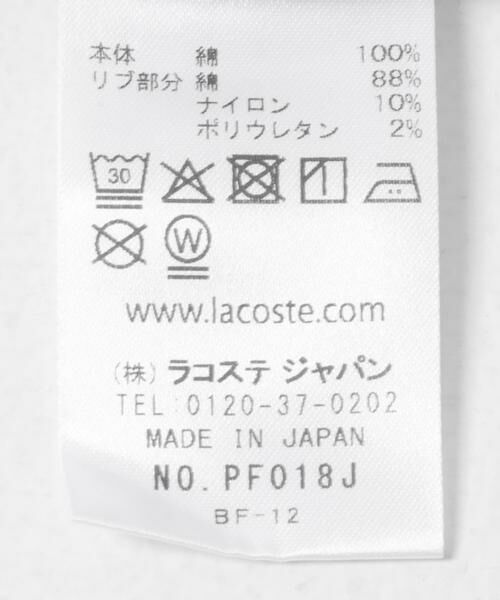 本体 綿 100%
リブ部分 綿 88%
ナイロン 10%
ポリウレタン 2%
30
W
www.lacoste.com
(株) ラコステ ジャパン
TEL:0120-37-0202
MADE IN JAPAN
NO. PF018J
BF-12